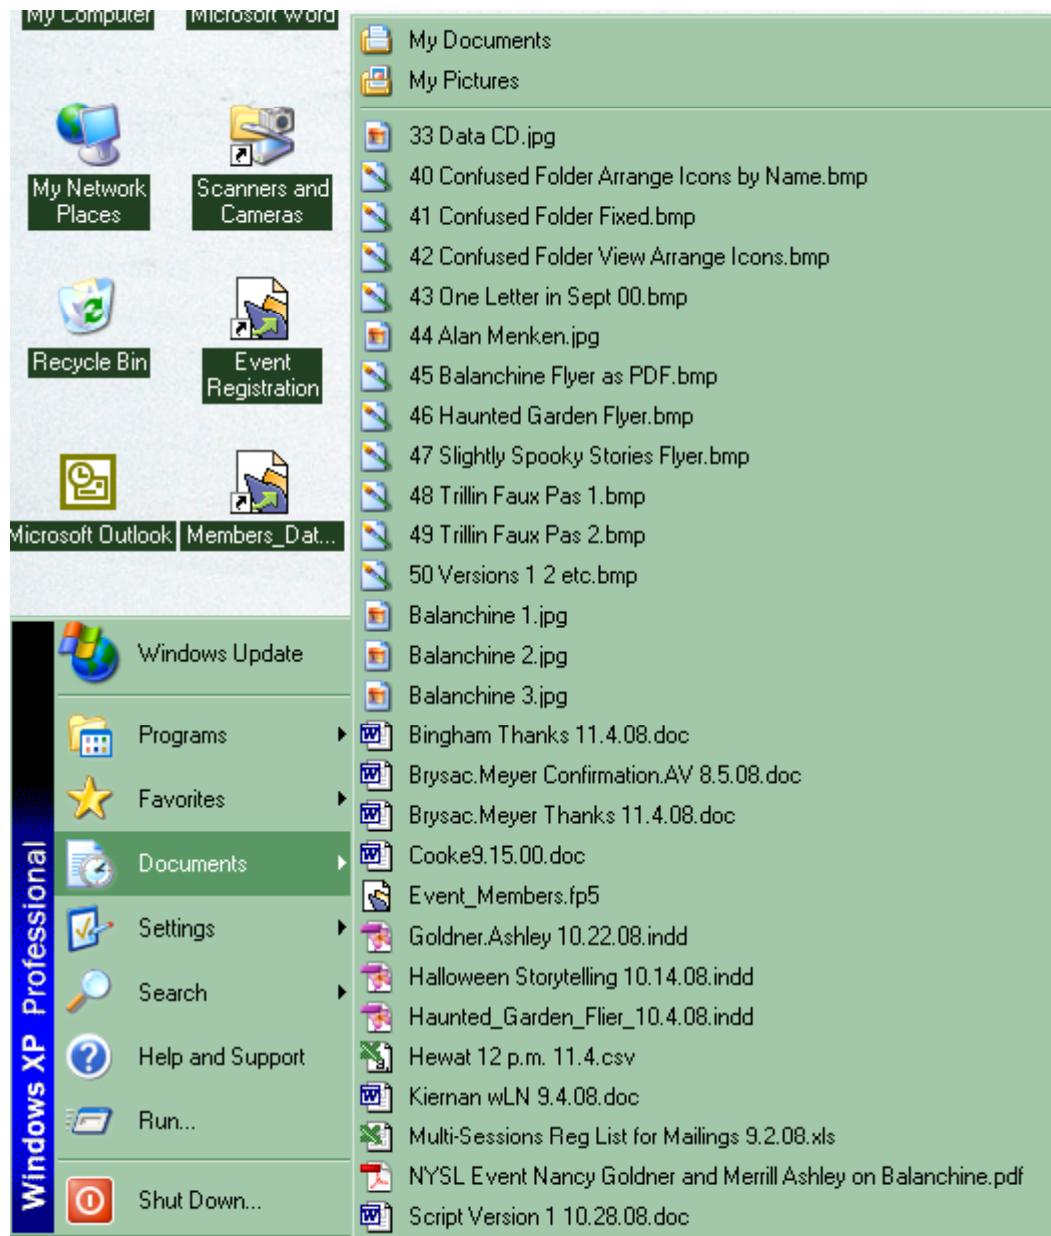 My Computer
Microsoft Word
My Network
Places
Scanners and
Cameras
Recycle Bin
Event
Registration
Microsoft Outlook
Members_Dat...
Windows Update
Programs
Favorites
Documents
Settings
Search
Help and Support
Run...
Shut Down...
Windows XP Professional
My Documents
My Pictures
33 Data CD.jpg
40 Confused Folder Arrange Icons by Name.bmp
41 Confused Folder Fixed.bmp
42 Confused Folder View Arrange Icons.bmp
43 One Letter in Sept 00.bmp
44 Alan Menken.jpg
45 Balanchine Flyer as PDF.bmp
46 Haunted Garden Flyer.bmp
47 Slightly Spooky Stories Flyer.bmp
48 Trillin Faux Pas 1.bmp
49 Trillin Faux Pas 2.bmp
50 Versions 1 2 etc.bmp
Balanchine 1.jpg
Balanchine 2.jpg
Balanchine 3.jpg
Bingham Thanks 11.4.08.doc
Brysac.Meyer Confirmation.AV 8.5.08.doc
Brysac.Meyer Thanks 11.4.08.doc
Cooke9.15.00.doc
Event_Members.fp5
Goldner.Ashley 10.22.08.indd
Halloween Storytelling 10.14.08.indd
Haunted_Garden_Flier_10.4.08.indd
Hewat 12 p.m. 11.4.csv
Kiernan wLN 9.4.08.doc
Multi-Sessions Reg List for Mailings 9.2.08.xls
NYSL Event Nancy Goldner and Merrill Ashley on Balanchine.pdf
Script Version 1 10.28.08.doc